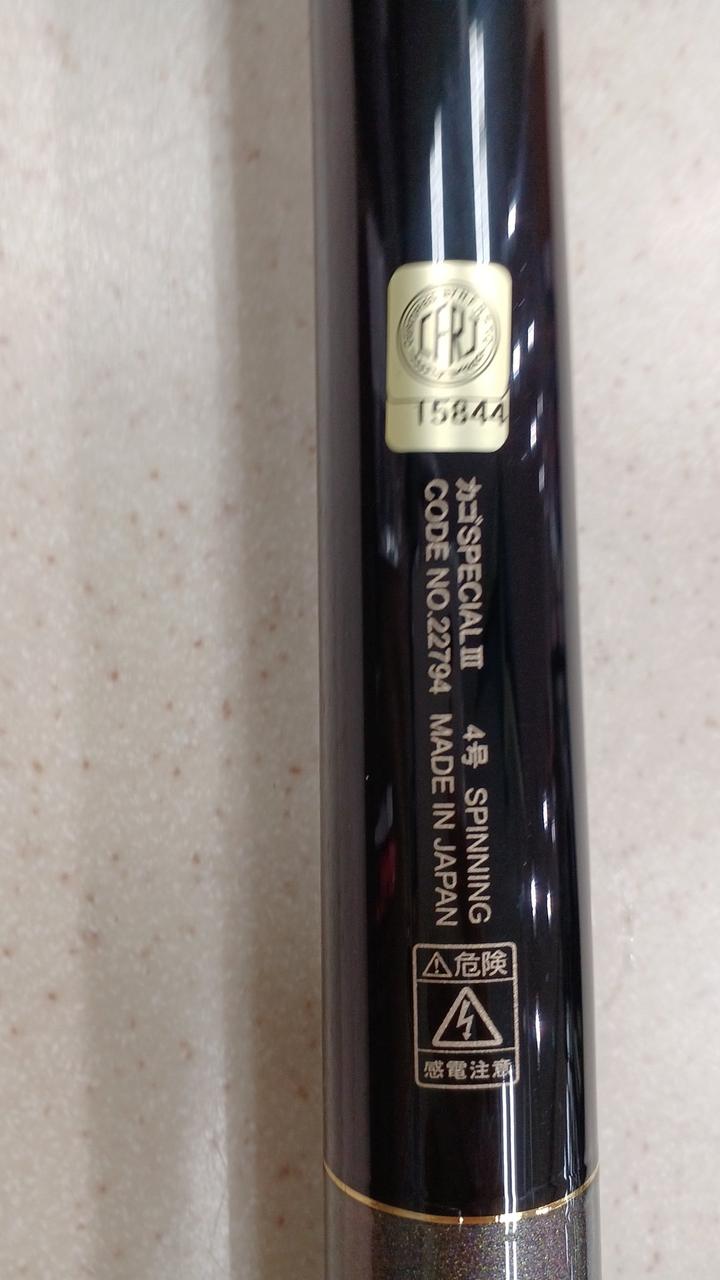 CFRJ
15844
カゴSPECIAL III 4号 SPINNING
CODE NO.22794 MADE IN JAPAN
⚠危険
感電注意